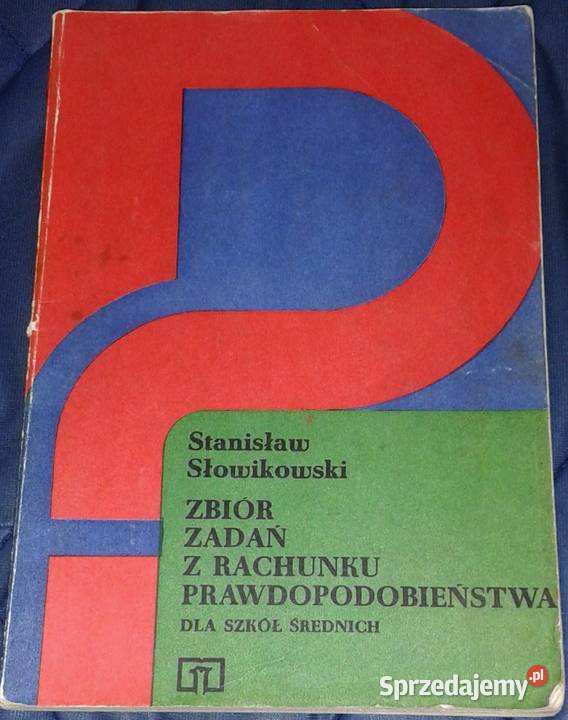 Stanisław
Słowikowski
ZBIÓR
ZADAŃ
Z RACHUNKU
PRAWDOPODOBIEŃSTWA
DLA SZKÓŁ ŚREDNICH
Sprzedajemy.pl